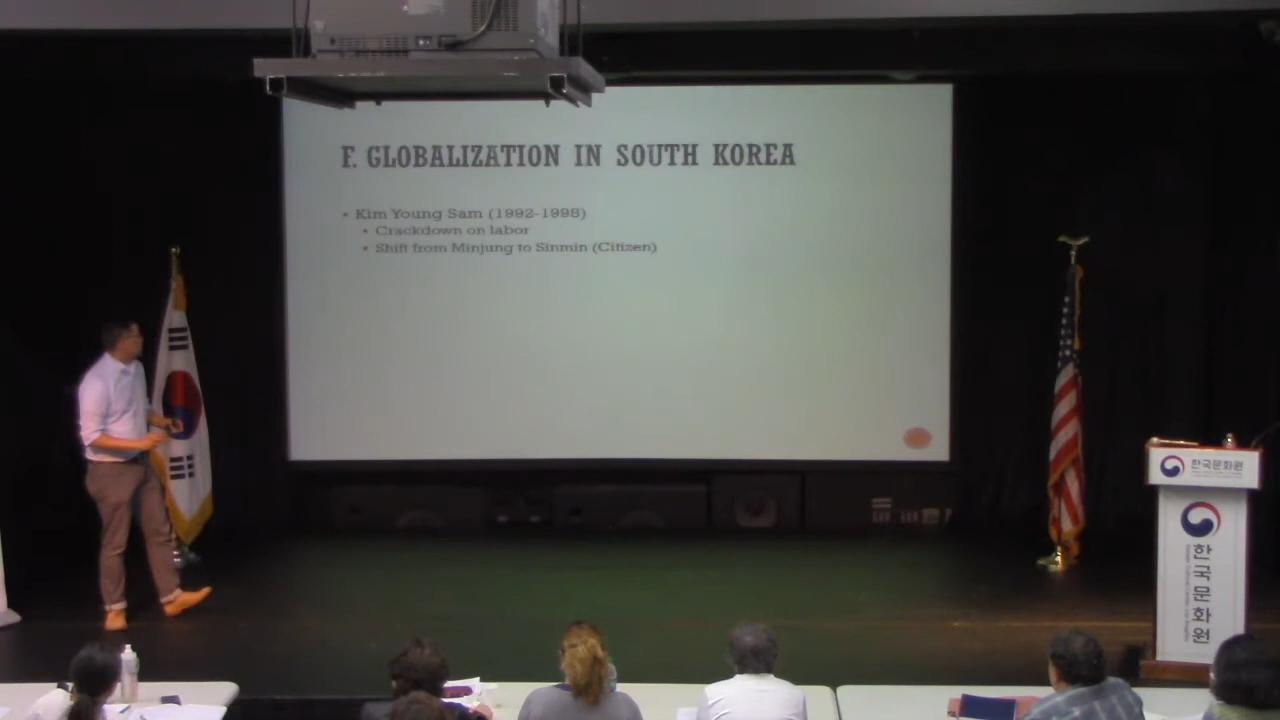 F. GLOBALIZATION IN SOUTH KOREA
• Kim Young Sam (1992-1998)
• Crackdown on labor
• Shift from Minjung to Sinmin (Citizen)
한국문화원
한국문화원